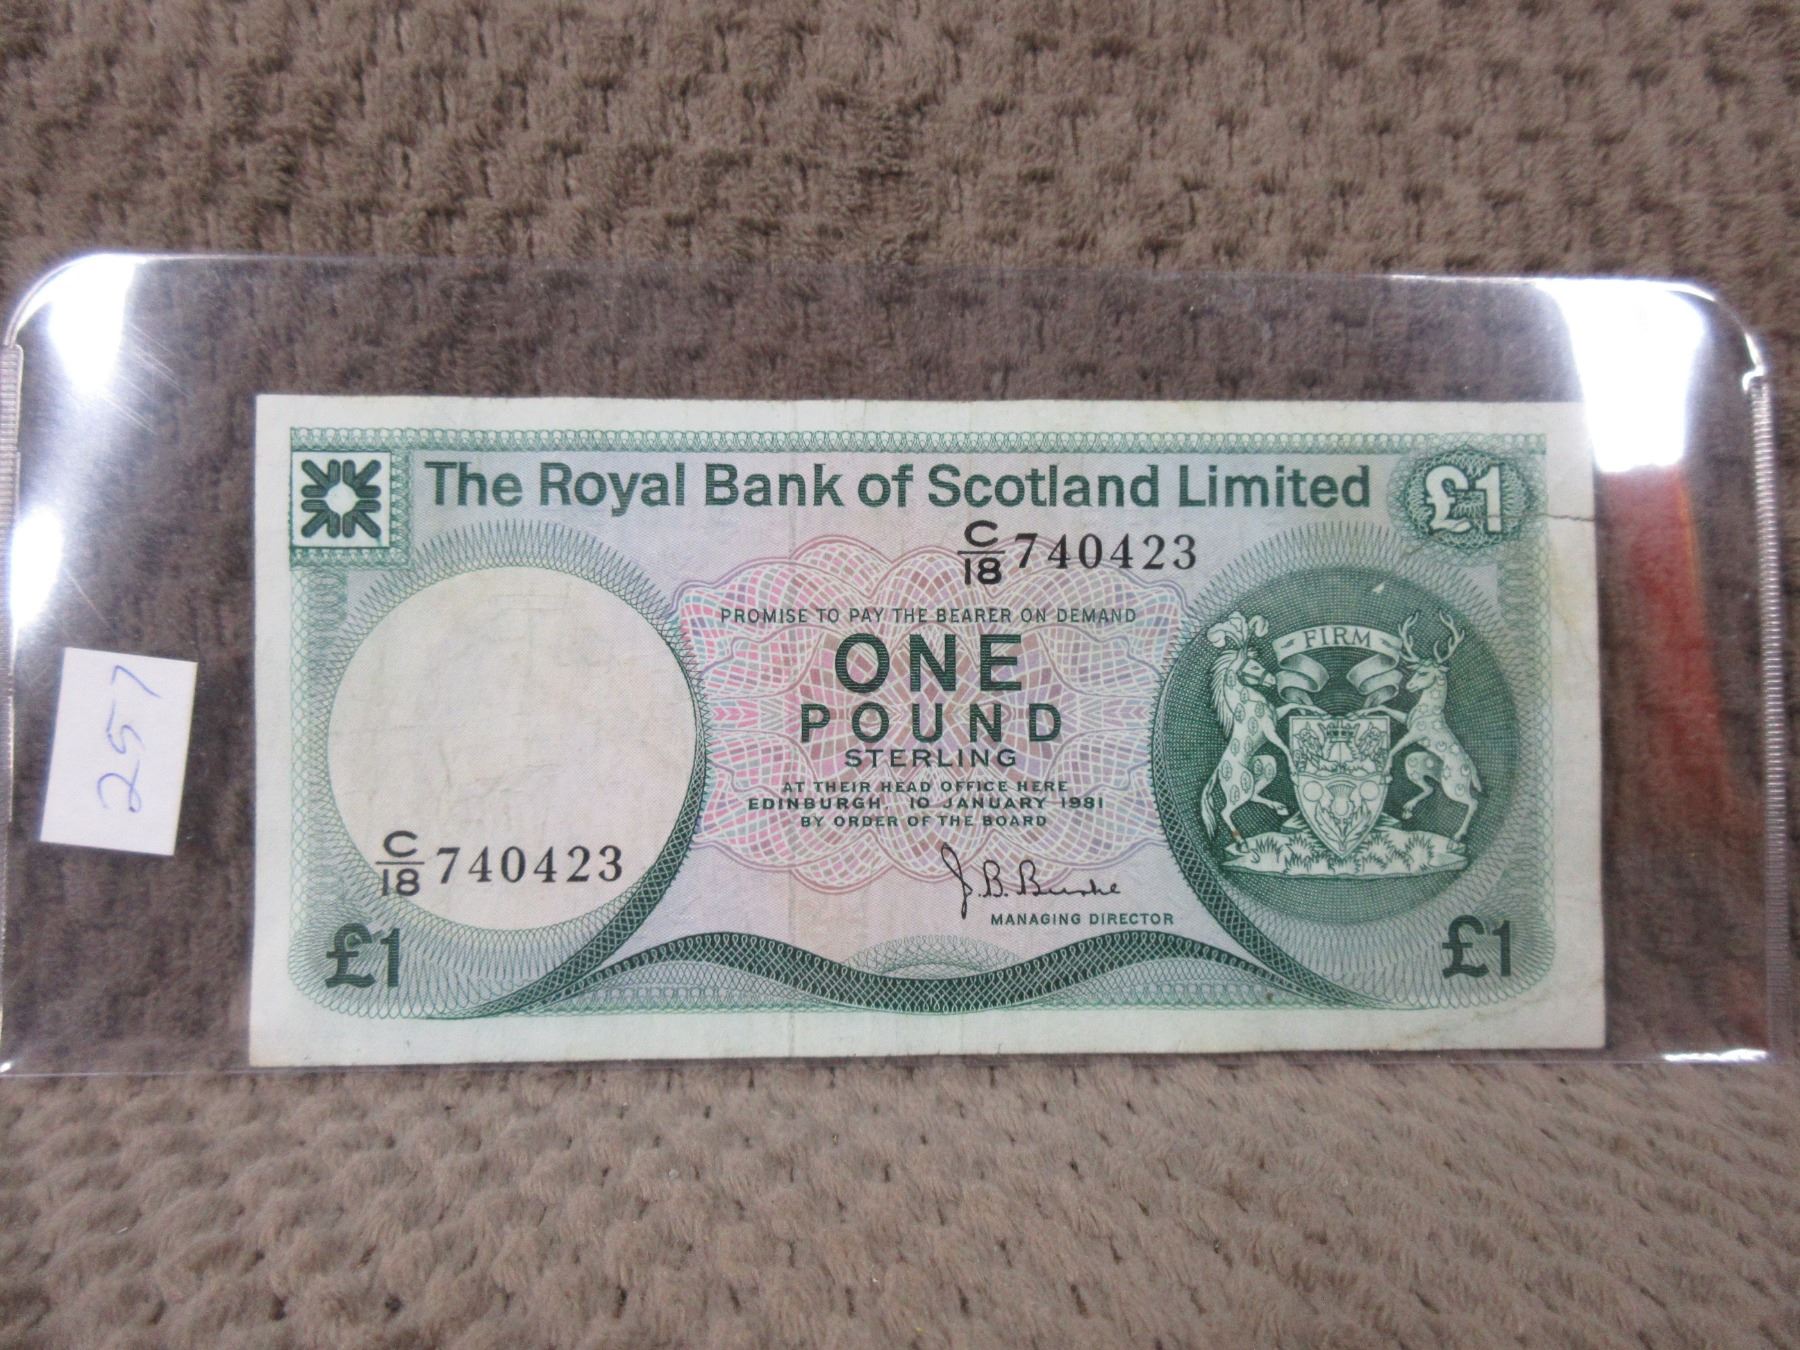 The Royal Bank of Scotland Limited
£1
C/18 740423
PROMISE TO PAY THE BEARER ON DEMAND
ONE
POUND
STERLING
AT THEIR HEAD OFFICE HERE
EDINBURGH, 10 JANUARY 1981
BY ORDER OF THE BOARD
FIRM
C/18 740423
J.B. Burke
MANAGING DIRECTOR
£1
£1
257